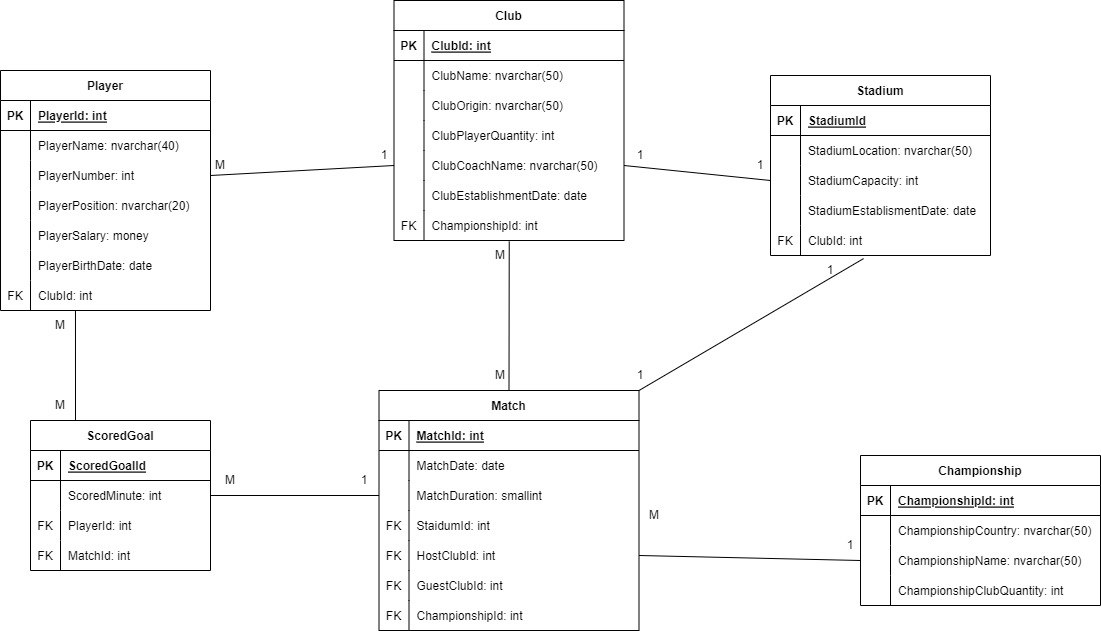 Club
PK ClubId: int
ClubName: nvarchar(50)
ClubOrigin: nvarchar(50)
ClubPlayerQuantity: int
ClubCoachName: nvarchar(50)
ClubEstablishmentDate: date
FK ChampionshipId: int
Player
PK PlayerId: int
PlayerName: nvarchar(40)
PlayerNumber: int
PlayerPosition: nvarchar(20)
PlayerSalary: money
PlayerBirthDate: date
FK ClubId: int
Stadium
PK StadiumId
StadiumLocation: nvarchar(50)
StadiumCapacity: int
StadiumEstablismentDate: date
FK ClubId: int
M
1
1
1
M
M
1
1
M
M
Match
PK MatchId: int
MatchDate: date
MatchDuration: smallint
FK StaidumId: int
FK HostClubId: int
FK GuestClubId: int
FK ChampionshipId: int
ScoredGoal
PK ScoredGoalId
ScoredMinute: int
FK PlayerId: int
FK MatchId: int
M
1
M
1
Championship
PK ChampionshipId: int
ChampionshipCountry: nvarchar(50)
ChampionshipName: nvarchar(50)
ChampionshipClubQuantity: int